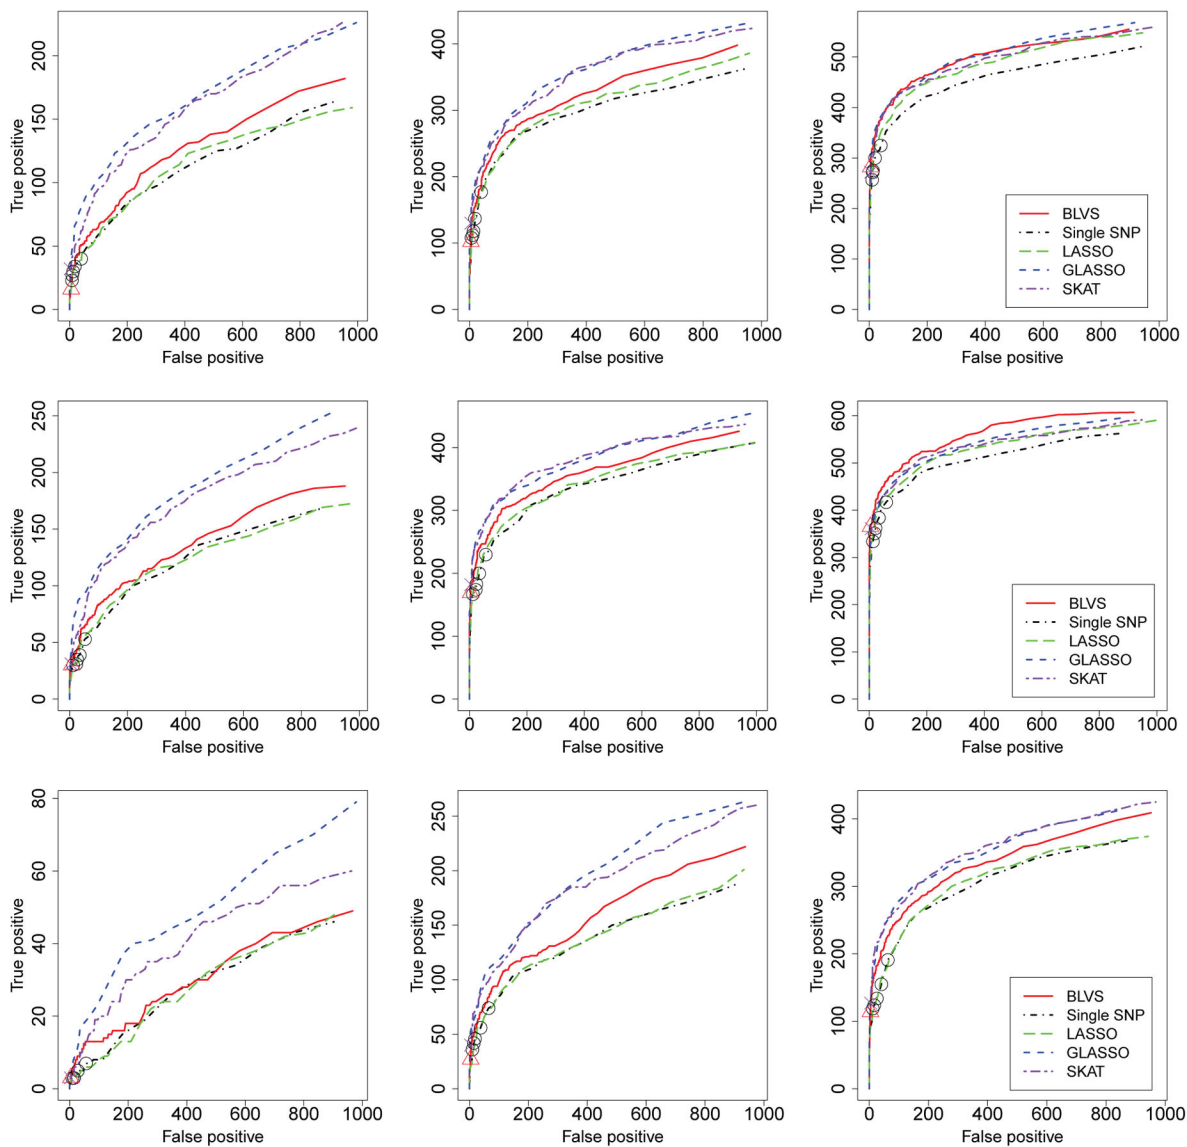 True positive
0 50 100 150 200
0 200 400 600 800 1000
False positive
True positive
0 100 200 300 400
0 200 400 600 800 1000
False positive
True positive
0 100 200 300 400 500
0 200 400 600 800 1000
False positive
BLVS
Single SNP
LASSO
GLASSO
SKAT
True positive
0 50 100 150 200 250
0 200 400 600 800 1000
False positive
True positive
0 100 200 300 400
0 200 400 600 800 1000
False positive
True positive
0 100 200 300 400 500 600
0 200 400 600 800 1000
False positive
BLVS
Single SNP
LASSO
GLASSO
SKAT
True positive
0 20 40 60 80
0 200 400 600 800 1000
False positive
True positive
0 50 100 150 200 250
0 200 400 600 800 1000
False positive
True positive
0 100 200 300 400
0 200 400 600 800 1000
False positive
BLVS
Single SNP
LASSO
GLASSO
SKAT